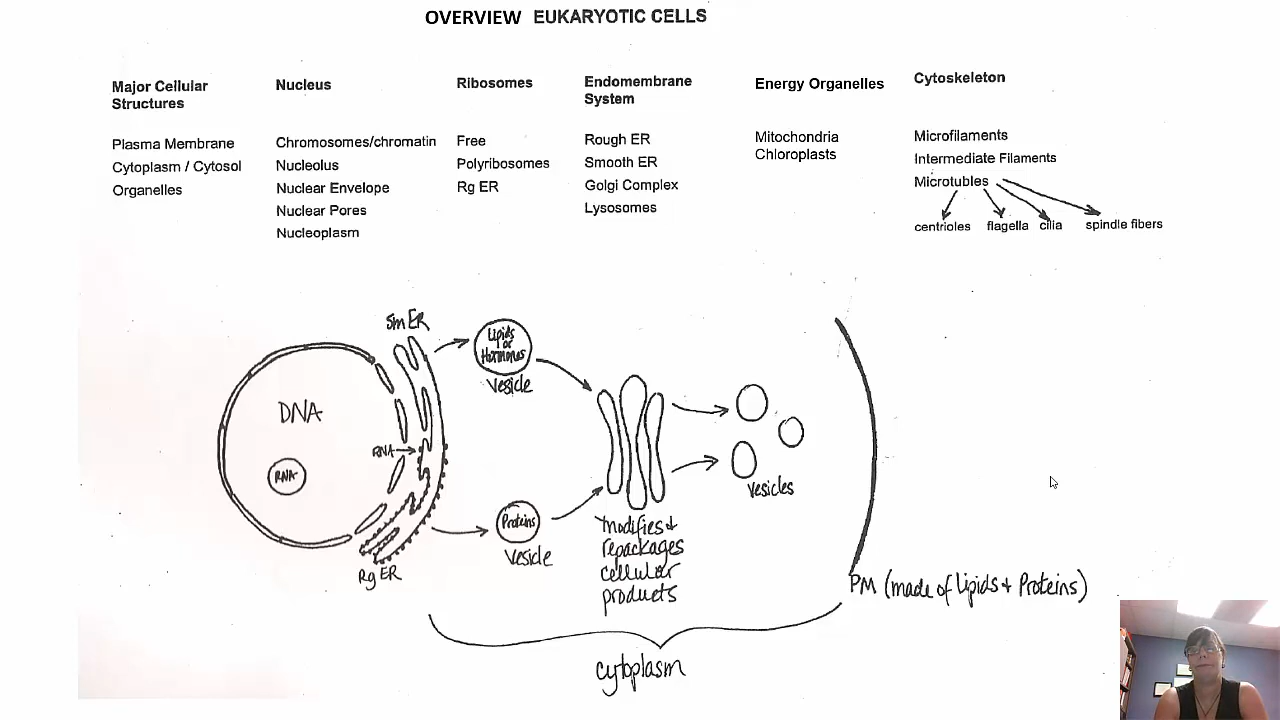 OVERVIEW EUKARYOTIC CELLS
Major Cellular
Structures
Plasma Membrane
Cytoplasm / Cytosol
Organelles
Nucleus
Chromosomes/chromatin
Nucleolus
Nuclear Envelope
Nuclear Pores
Nucleoplasm
Ribosomes
Free
Polyribosomes
Rg ER
Endomembrane
System
Rough ER
Smooth ER
Golgi Complex
Lysosomes
Energy Organelles
Mitochondria
Chloroplasts
Cytoskeleton
Microfilaments
Intermediate Filaments
Microtubles
centrioles flagella cilia spindle fibers
Sm ER
Lipids
or
Hormones
Vesicle
DNA
RNA
RNA
Rg ER
Proteins
Vesicle
modifies +
repackages
cellular
products
Vesicles
PM (made of Lipids + Proteins)
cytoplasm